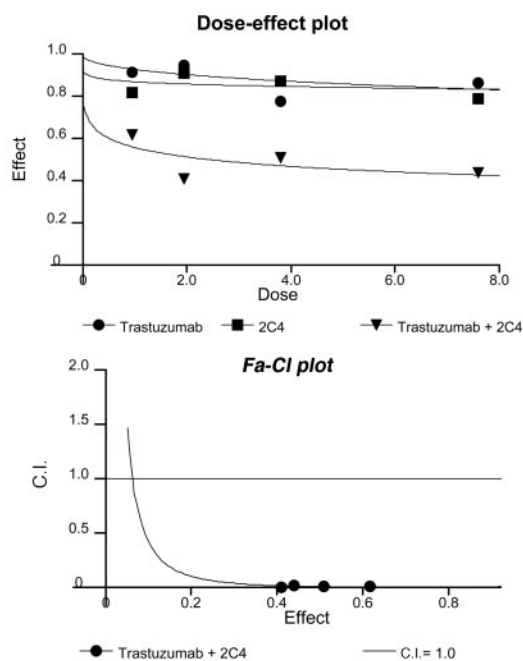 Dose-effect plot
1.0
0.8
0.6
0.4
0.2
0
Effect
0 2.0 4.0 6.0 8.0
Dose
Trastuzumab 2C4 Trastuzumab + 2C4
Fa-CI plot
2.0
1.5
1.0
0.5
0
C.I.
0.0 0.2 0.4 0.6 0.8
Effect
Trastuzumab + 2C4 C.I.= 1.0